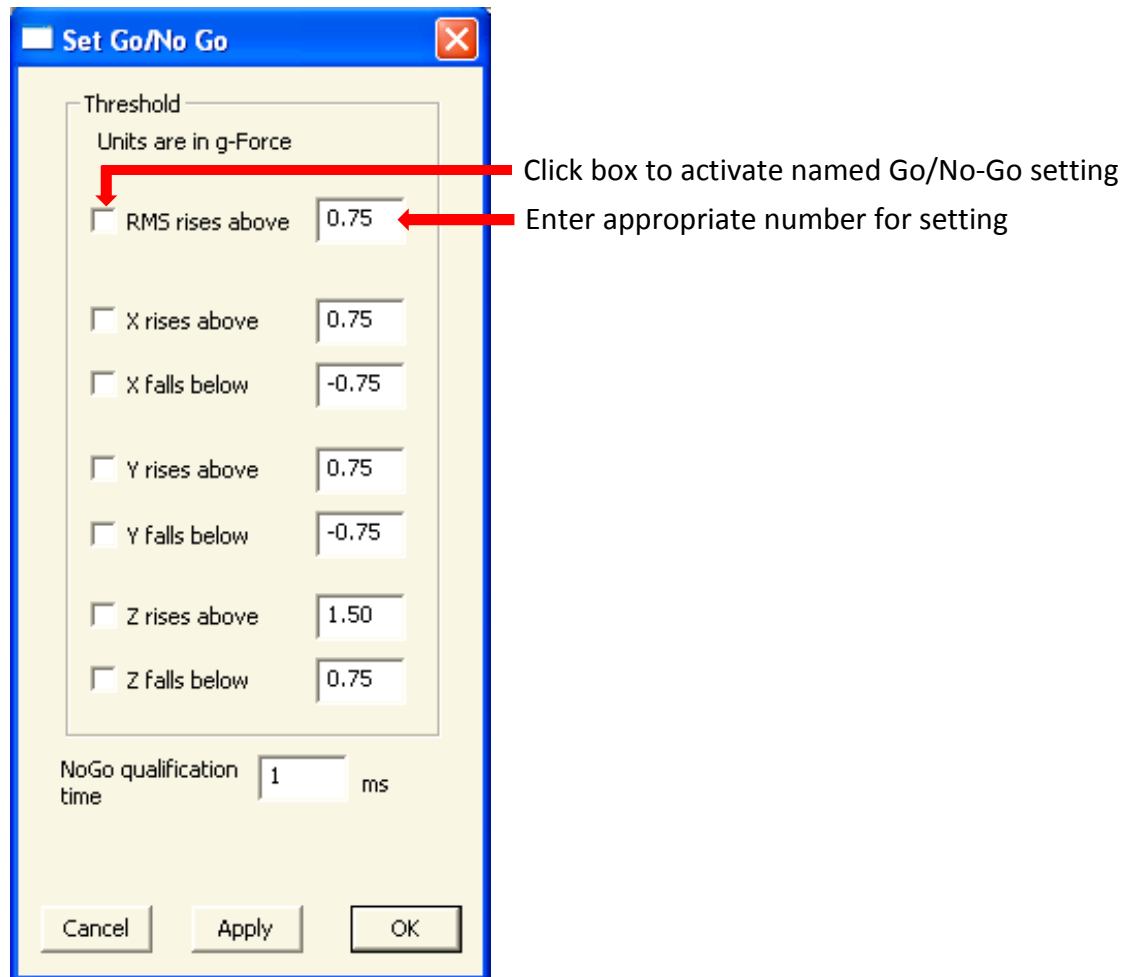 Set Go/No Go
Threshold
Units are in g-Force
Click box to activate named Go/No-Go setting
RMS rises above 0.75
Enter appropriate number for setting
X rises above 0.75
X falls below -0.75
Y rises above 0.75
Y falls below -0.75
Z rises above 1.50
Z falls below 0.75
NoGo qualification
time
1 ms
Cancel Apply OK